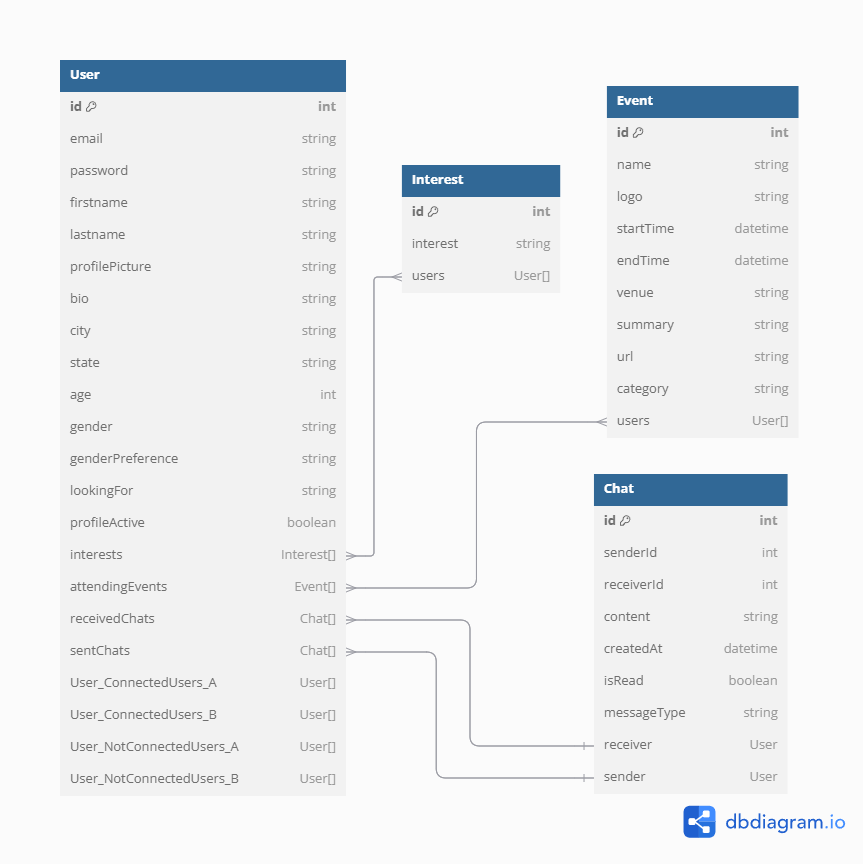 User
id int
email string
password string
firstname string
lastname string
profilePicture string
bio string
city string
state string
age int
gender string
genderPreference string
lookingFor string
profileActive boolean
interests Interest[]
attendingEvents Event[]
receivedChats Chat[]
sentChats Chat[]
User_ConnectedUsers_A User[]
User_ConnectedUsers_B User[]
User_NotConnectedUsers_A User[]
User_NotConnectedUsers_B User[]
Interest
id int
interest string
users User[]
Event
id int
name string
logo string
startTime datetime
endTime datetime
venue string
summary string
url string
category string
users User[]
Chat
id int
senderId int
receiverId int
content string
createdAt datetime
isRead boolean
messageType string
receiver User
sender User
dbdiagram.io